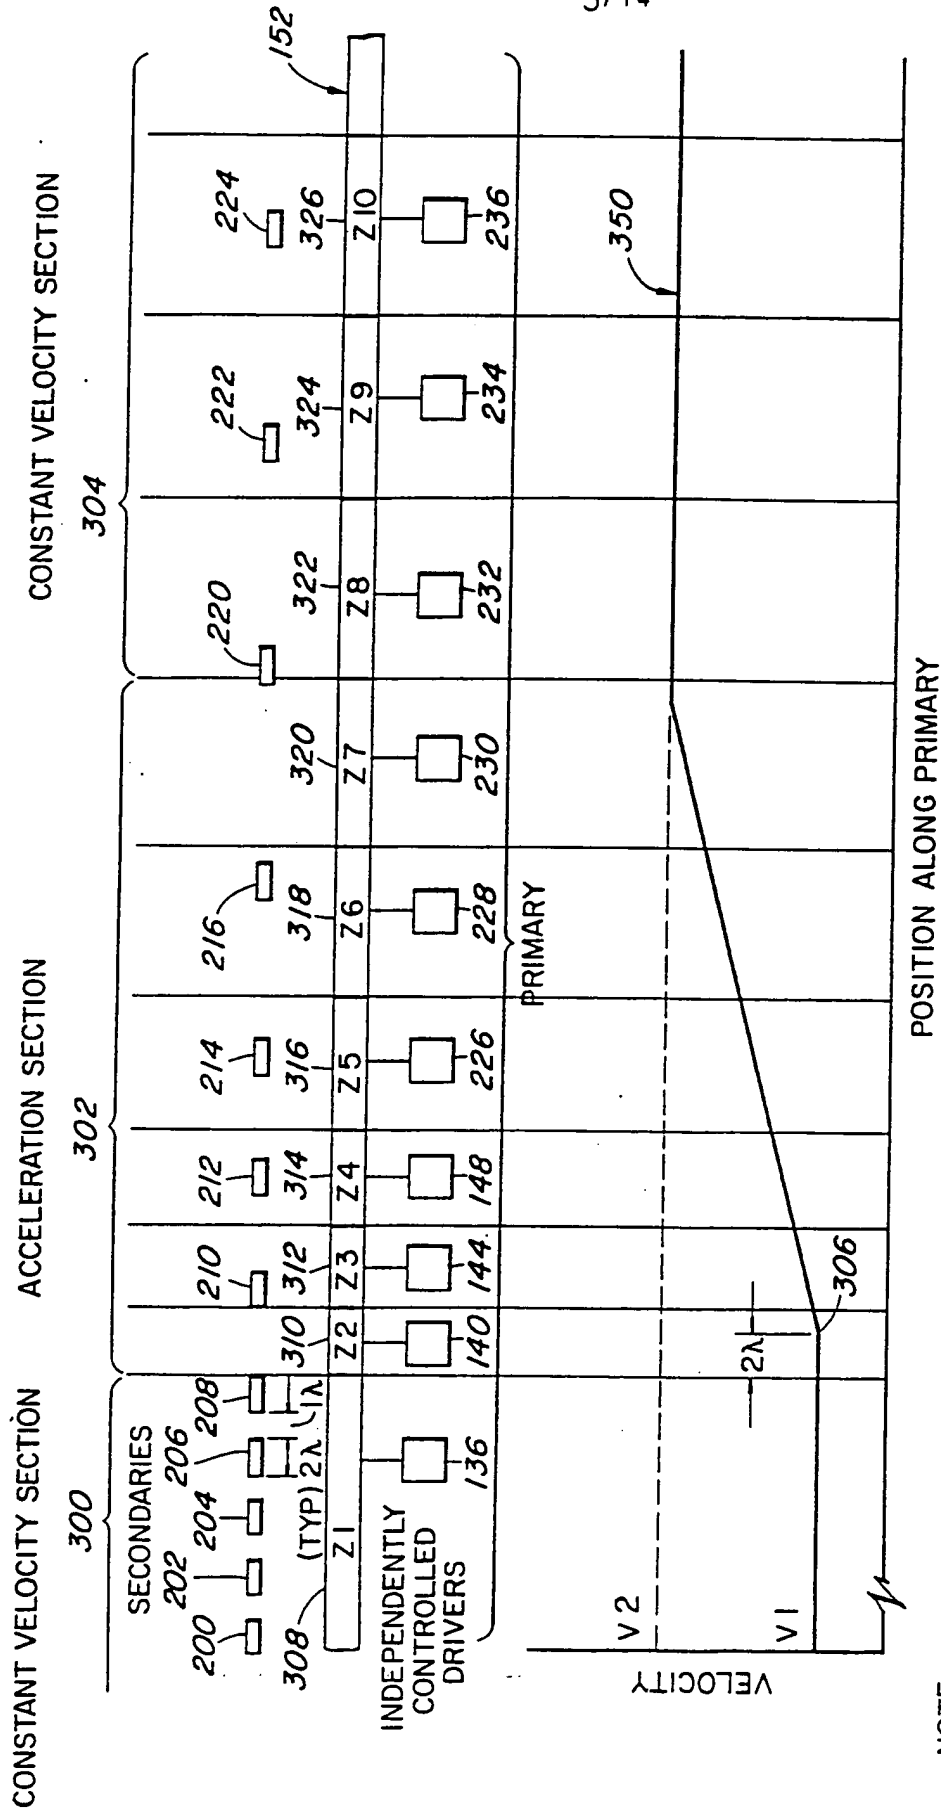 CONSTANT VELOCITY SECTION
ACCELERATION SECTION
CONSTANT VELOCITY SECTION
300
302
304
SECONDARIES
200
202
204
206
208
210
212
214
216
220
222
224
152
(TYP) 2λ
1λ
308
310
312
314
316
318
320
322
324
326
Z1
Z2
Z3
Z4
Z5
Z6
Z7
Z8
Z9
Z10
INDEPENDENTLY
CONTROLLED
DRIVERS
136
140
144
148
226
228
230
232
234
236
PRIMARY
VELOCITY
V2
V1
2λ
306
350
POSITION ALONG PRIMARY